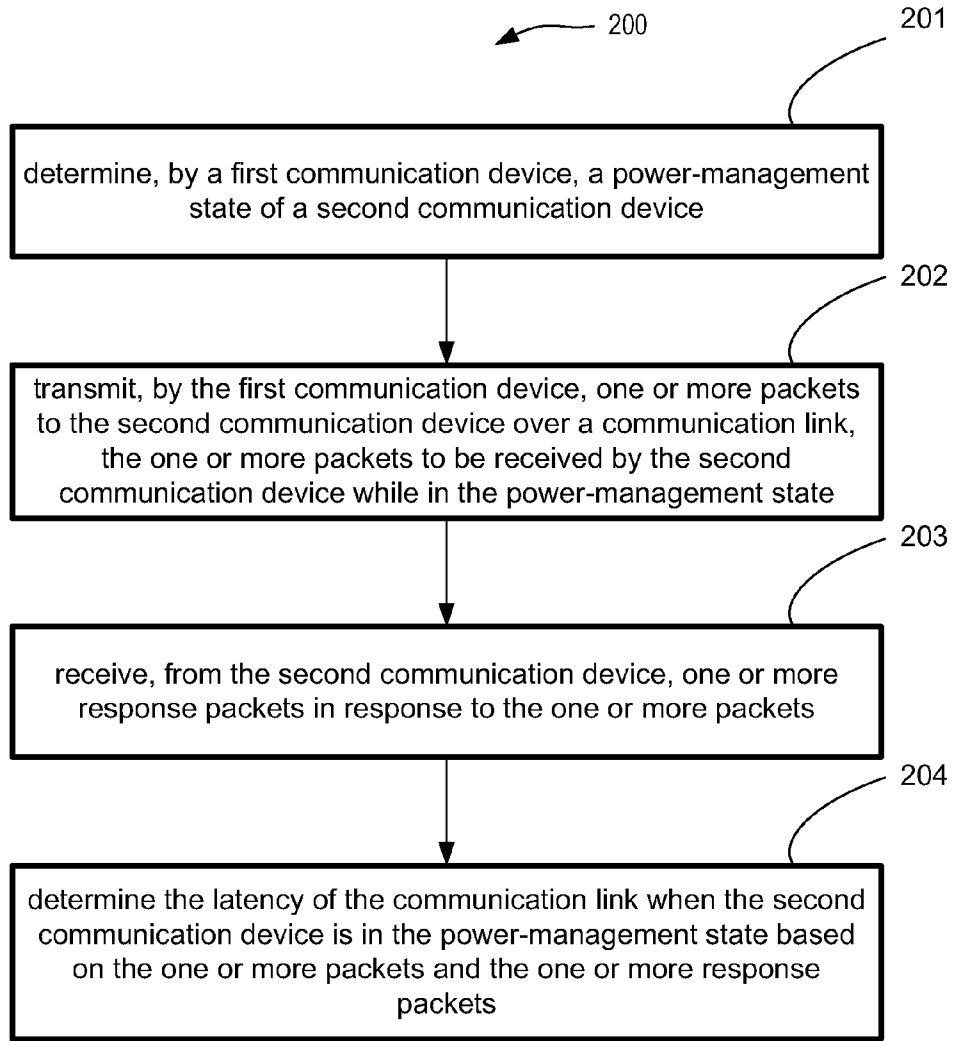 200
201
determine, by a first communication device, a power-management
state of a second communication device
202
transmit, by the first communication device, one or more packets
to the second communication device over a communication link,
the one or more packets to be received by the second
communication device while in the power-management state
203
receive, from the second communication device, one or more
response packets in response to the one or more packets
204
determine the latency of the communication link when the second
communication device is in the power-management state based
on the one or more packets and the one or more response
packets